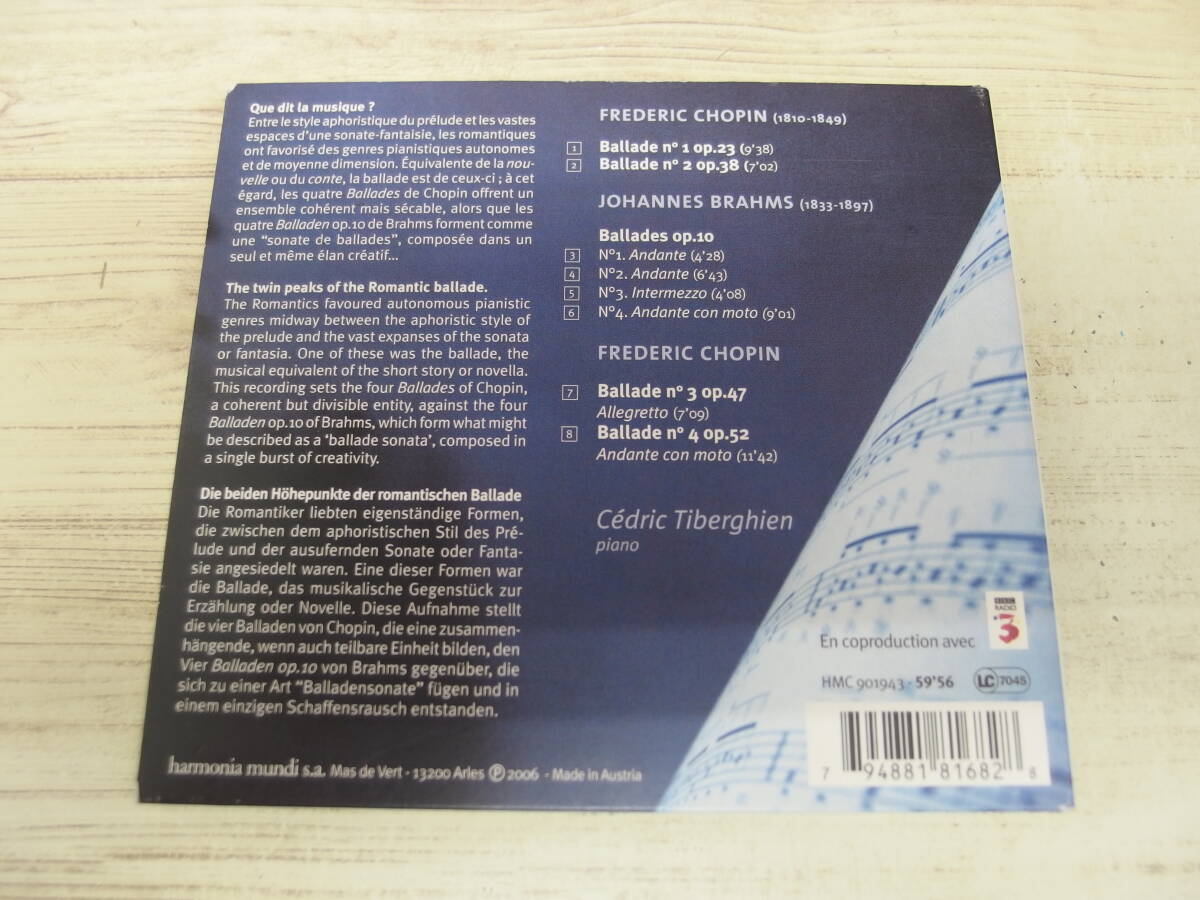 Que dit la musique ?
Entre le style aphoristique du prélude et les vastes
espaces d'une sonate-fantaisie, les romantiques
ont favorisé des genres pianistiques autonomes
et de moyenne dimension. Équivalente de la nou-
velle ou du conte, la ballade est de ceux-ci ; à cet
égard, les quatre Ballades de Chopin offrent un
ensemble cohérent mais sécable, alors que les
quatre Balladen op.10 de Brahms forment comme
une "sonate de ballades", composée dans un
seul et même élan créatif...
The twin peaks of the Romantic ballade.
The Romantics favoured autonomous pianistic
genres midway between the aphoristic style of
the prelude and the vast expanses of the sonata
or fantasia. One of these was the ballade, the
musical equivalent of the short story or novella.
This recording sets the four Ballades of Chopin,
a coherent but divisible entity, against the four
Balladen op.10 of Brahms, which form what might
be described as a 'ballade sonata', composed in
a single burst of creativity.
Die beiden Höhepunkte der romantischen Ballade
Die Romantiker liebten eigenständige Formen,
die zwischen dem aphoristischen Stil des Pré-
lude und der ausufernden Sonate oder Fanta-
sie angesiedelt waren. Eine dieser Formen war
die Ballade, das musikalische Gegenstück zur
Erzählung oder Novelle. Diese Aufnahme stellt
die vier Balladen von Chopin, die eine zusammen-
hängende, wenn auch teilbare Einheit bilden, den
Vier Balladen op.10 von Brahms gegenüber, die
sich zu einer Art "Balladensonate" fügen und in
einem einzigen Schaffensrausch entstanden.
harmonia mundi s.a. Mas de Vert - 13200 Arles ℗ 2006 - Made in Austria
FREDERIC CHOPIN (1810-1849)
1 Ballade n° 1 op.23 (9'38)
2 Ballade n° 2 op.38 (7'02)
JOHANNES BRAHMS (1833-1897)
Ballades op.10
3 N°1. Andante (4'28)
4 N°2. Andante (6'43)
5 N°3. Intermezzo (4'08)
6 N°4. Andante con moto (9'01)
FREDERIC CHOPIN
7 Ballade n° 3 op.47
Allegretto (7'09)
8 Ballade n° 4 op.52
Andante con moto (11'42)
Cédric Tiberghien
piano
BBC
RADIO
3
En coproduction avec
HMC 901943 - 59'56 LC 7045
7 94881 81682 8